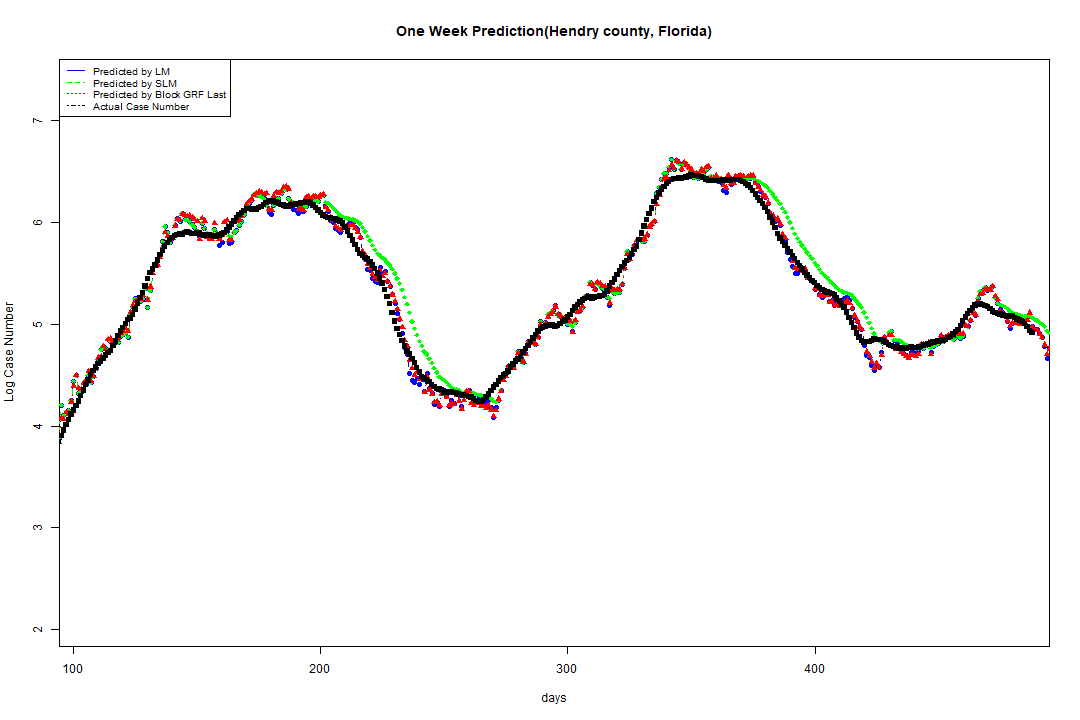 One Week Prediction(Hendry county, Florida)
Predicted by LM
Predicted by SLM
Predicted by Block GRF Last
Actual Case Number
7
6
5
4
3
2
Log Case Number
100 200 300 400
days